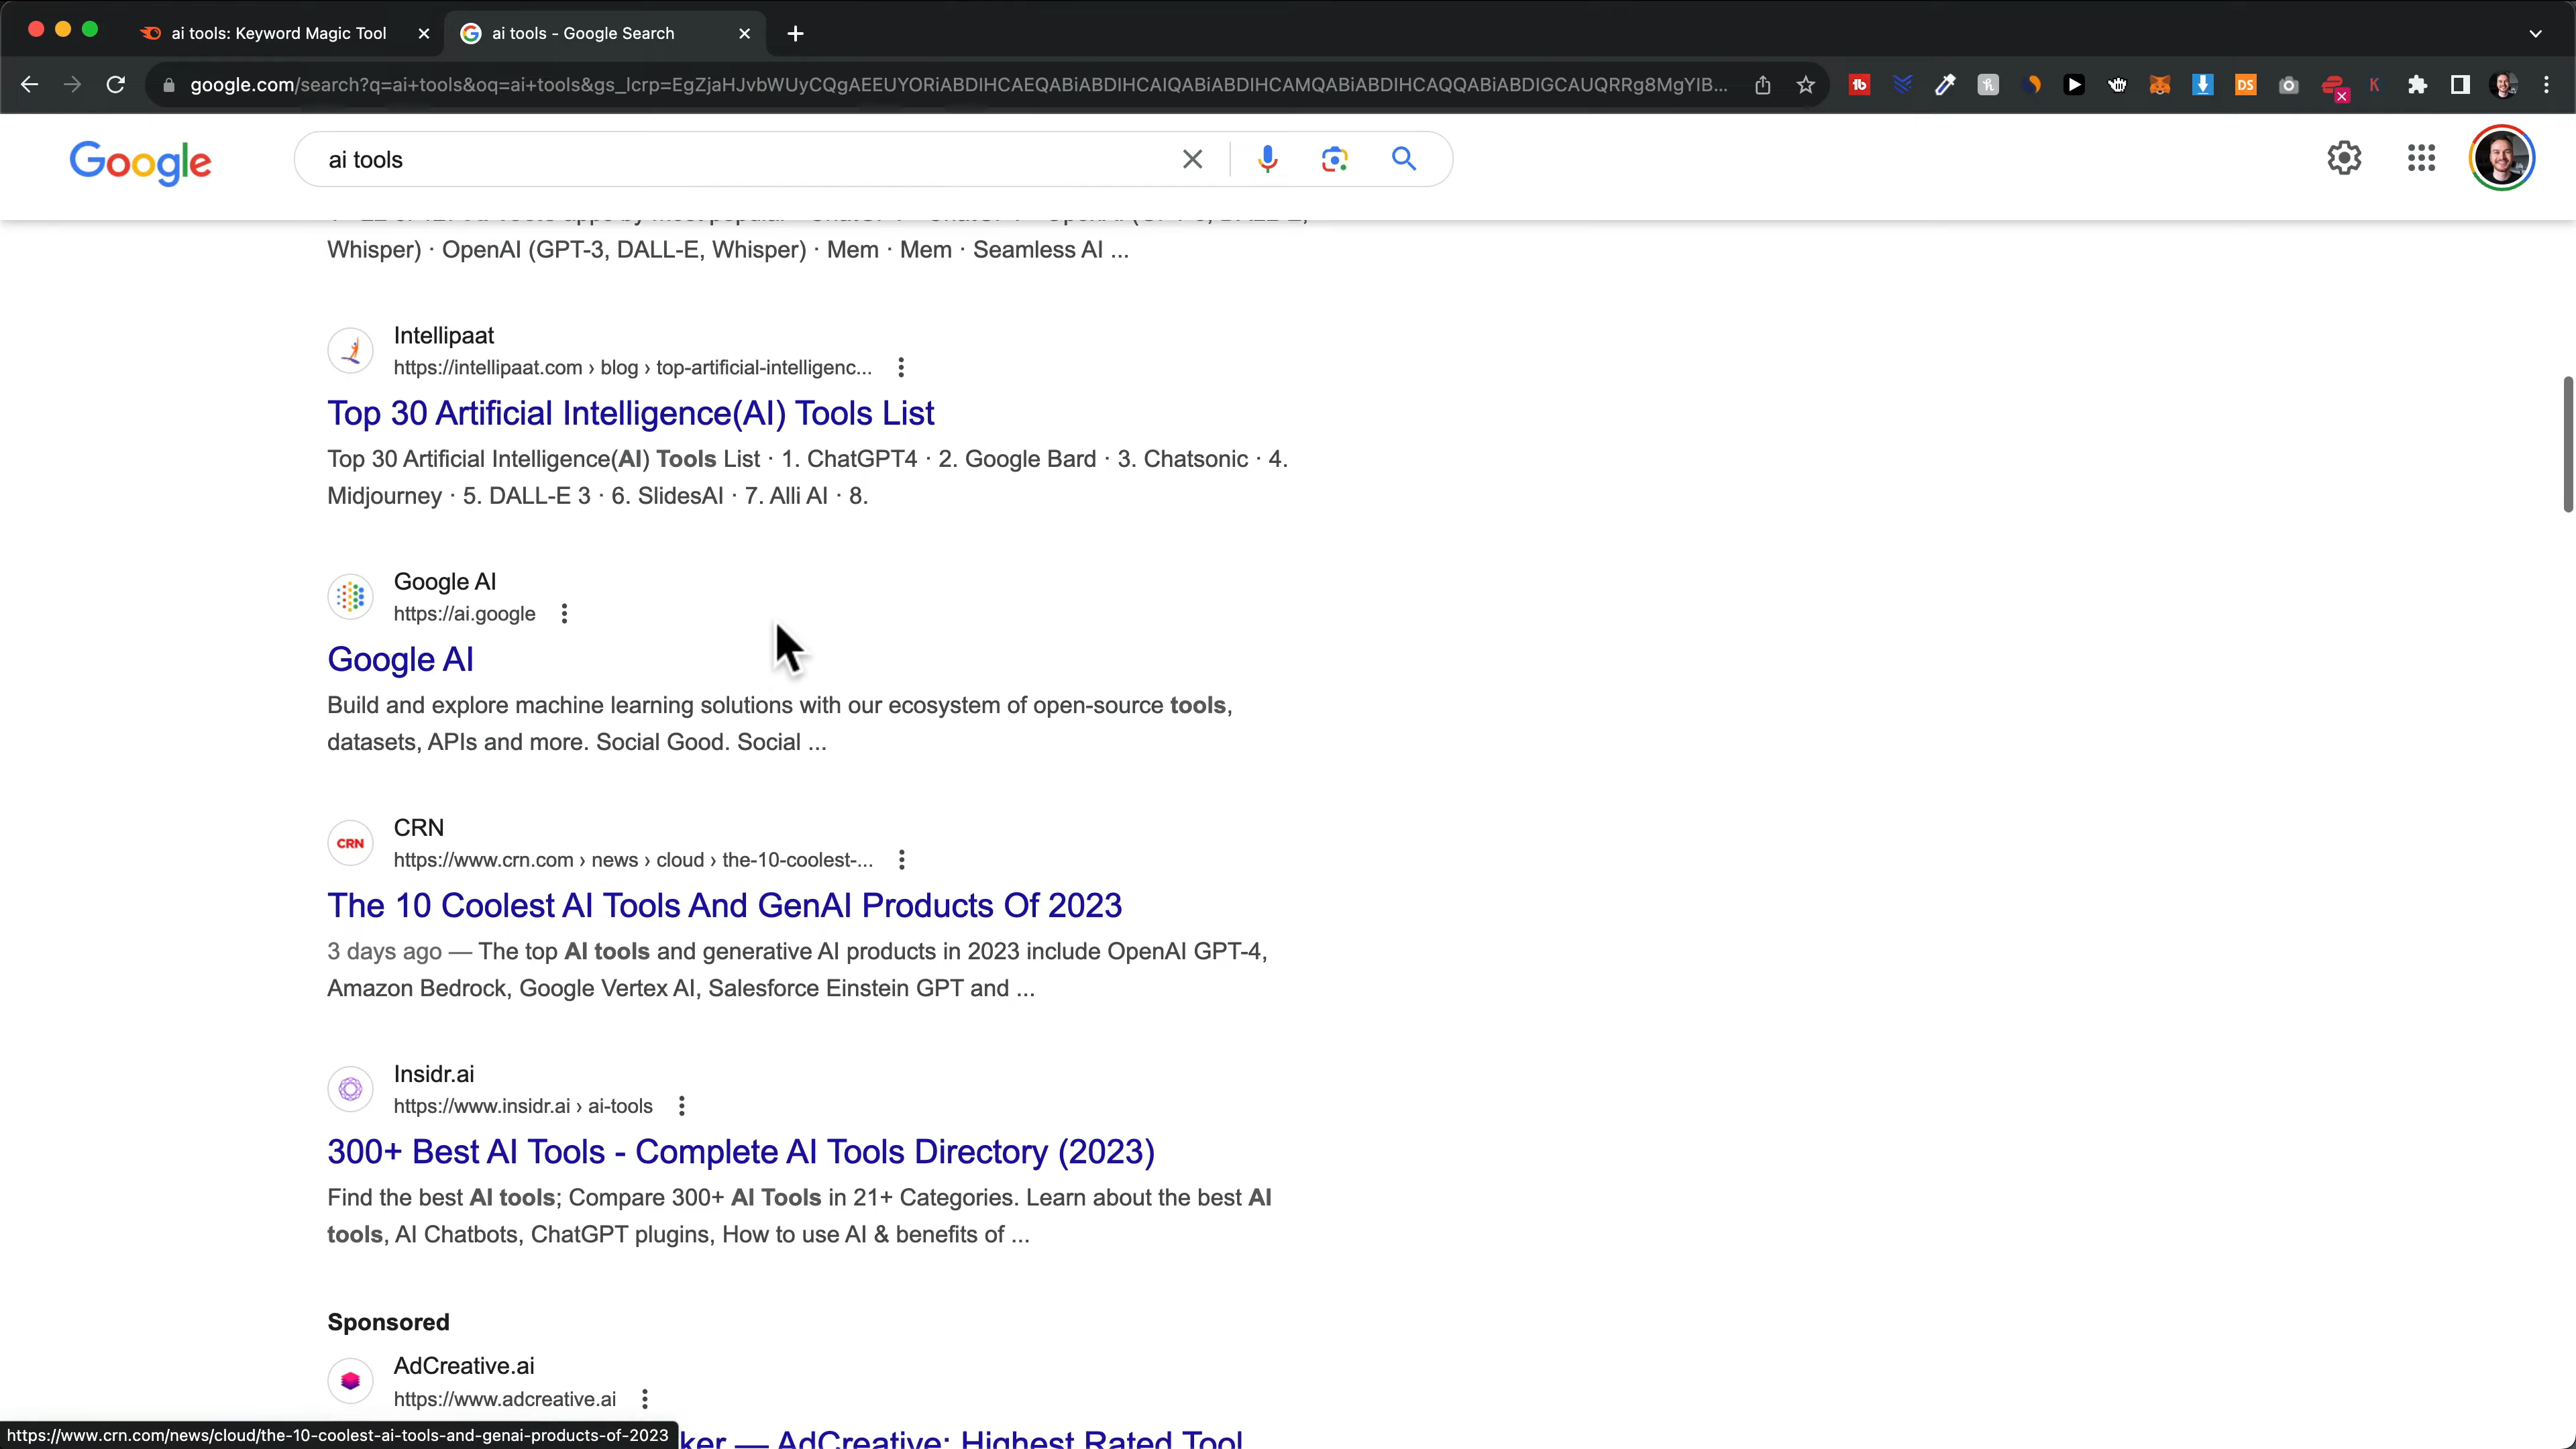 ai tools: Keyword Magic Tool
ai tools - Google Search
google.com/search?q=ai+tools&oq=ai+tools&gs_lcrp=EgZjaHJvbWUyCQgAEEUYORiABDIHCAEQABiABDIHCAIQABiABDIHCAMQABiABDIHCAQQABiABDIGCAUQRRg8MgYIB...
Google
ai tools
Whisper) · OpenAI (GPT-3, DALL-E, Whisper) · Mem · Mem · Seamless AI ...
Intellipaat
https://intellipaat.com › blog › top-artificial-intelligenc...
Top 30 Artificial Intelligence(AI) Tools List
Top 30 Artificial Intelligence(AI) Tools List · 1. ChatGPT4 · 2. Google Bard · 3. Chatsonic · 4.
Midjourney · 5. DALL-E 3 · 6. SlidesAI · 7. Alli AI · 8.
Google AI
https://ai.google
Google AI
Build and explore machine learning solutions with our ecosystem of open-source tools,
datasets, APIs and more. Social Good. Social ...
CRN
CRN
https://www.crn.com › news › cloud › the-10-coolest-...
The 10 Coolest AI Tools And GenAI Products Of 2023
3 days ago — The top AI tools and generative AI products in 2023 include OpenAI GPT-4,
Amazon Bedrock, Google Vertex AI, Salesforce Einstein GPT and ...
Insidr.ai
https://www.insidr.ai › ai-tools
300+ Best AI Tools - Complete AI Tools Directory (2023)
Find the best AI tools; Compare 300+ AI Tools in 21+ Categories. Learn about the best AI
tools, AI Chatbots, ChatGPT plugins, How to use AI & benefits of ...
Sponsored
AdCreative.ai
https://www.adcreative.ai
https://www.crn.com/news/cloud/the-10-coolest-ai-tools-and-genai-products-of-2023
ker — AdCreative: Highest Rated Tool